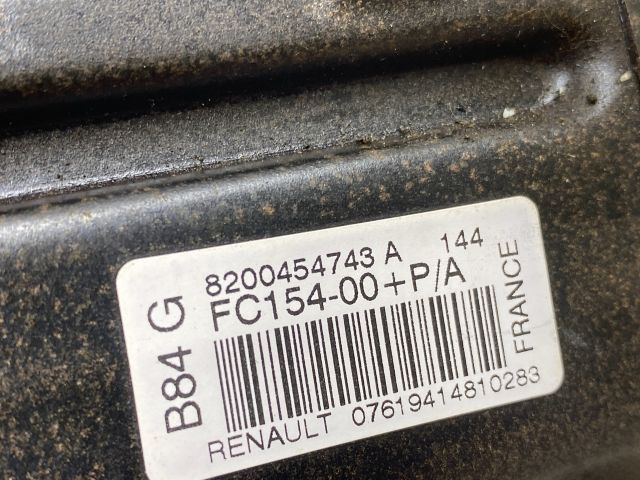 8200454743 A 144
FC154-00+P/A
B84 G
FRANCE
RENAULT 07619414810283